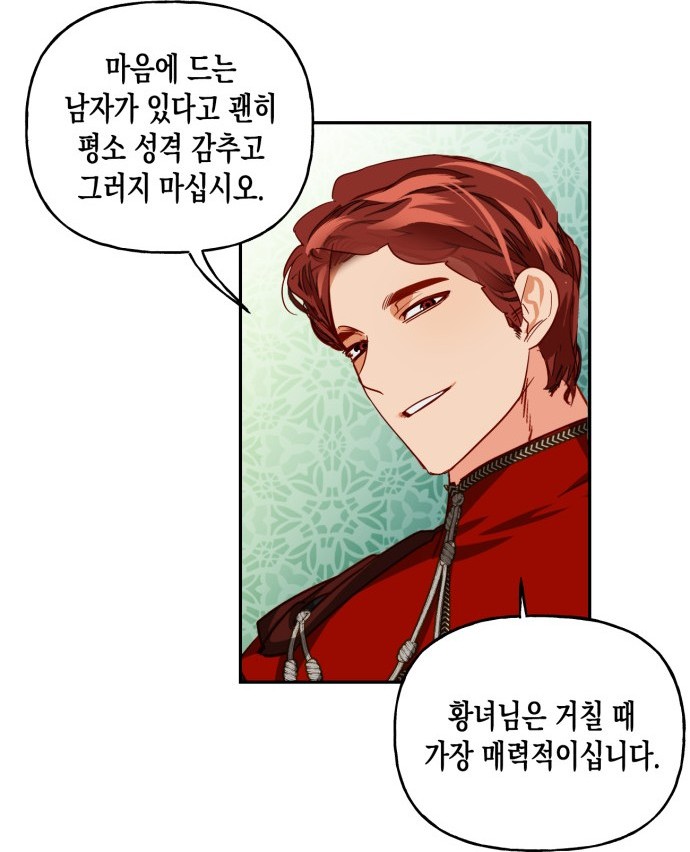 마음에 드는
남자가 있다고 괜히
평소 성격 감추고
그러지 마십시오.
황녀님은 거칠 때
가장 매력적이십니다.